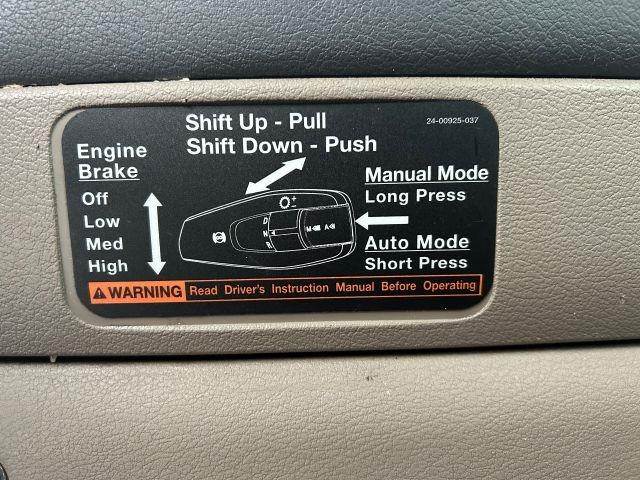 Shift Up - Pull
24-00925-037
Shift Down - Push
Engine
Brake
Off
Low
Med
High
Manual Mode
Long Press
Auto Mode
Short Press
D
N
R
M
A
WARNING Read Driver's Instruction Manual Before Operating